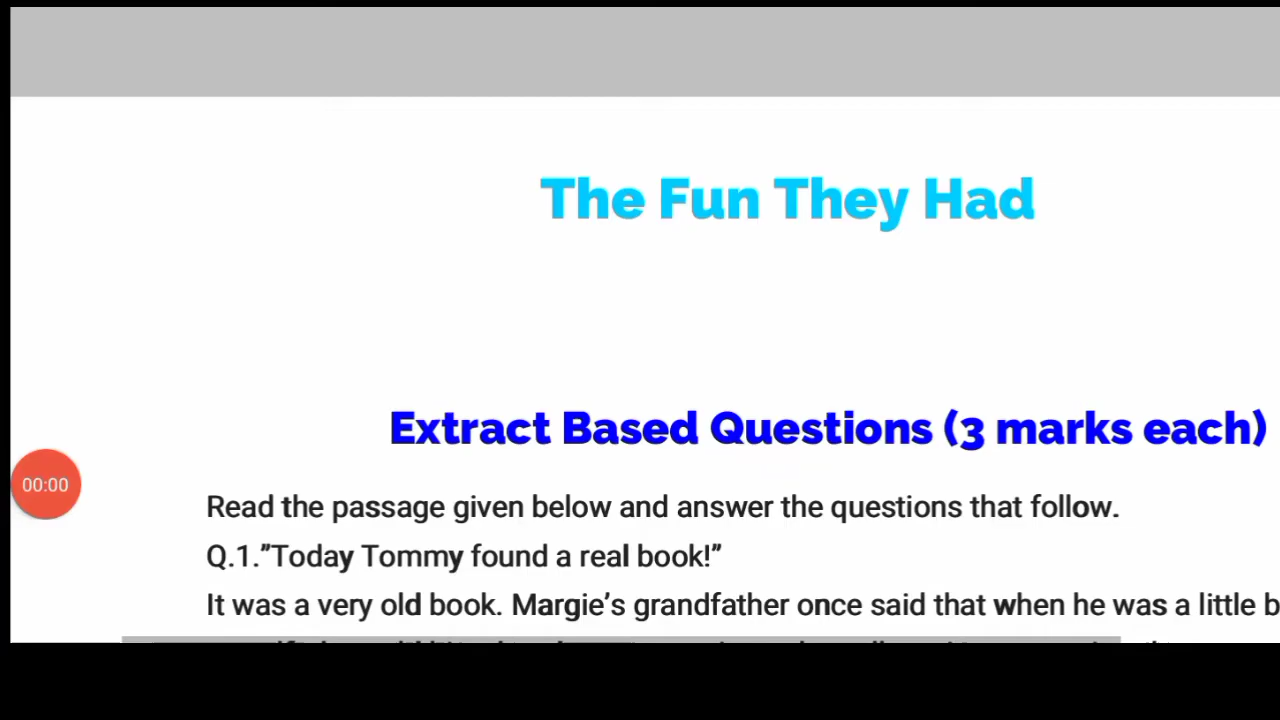 The Fun They Had
Extract Based Questions (3 marks each)
00:00
Read the passage given below and answer the questions that follow.
Q.1.”Today Tommy found a real book!”
It was a very old book. Margie’s grandfather once said that when he was a little b